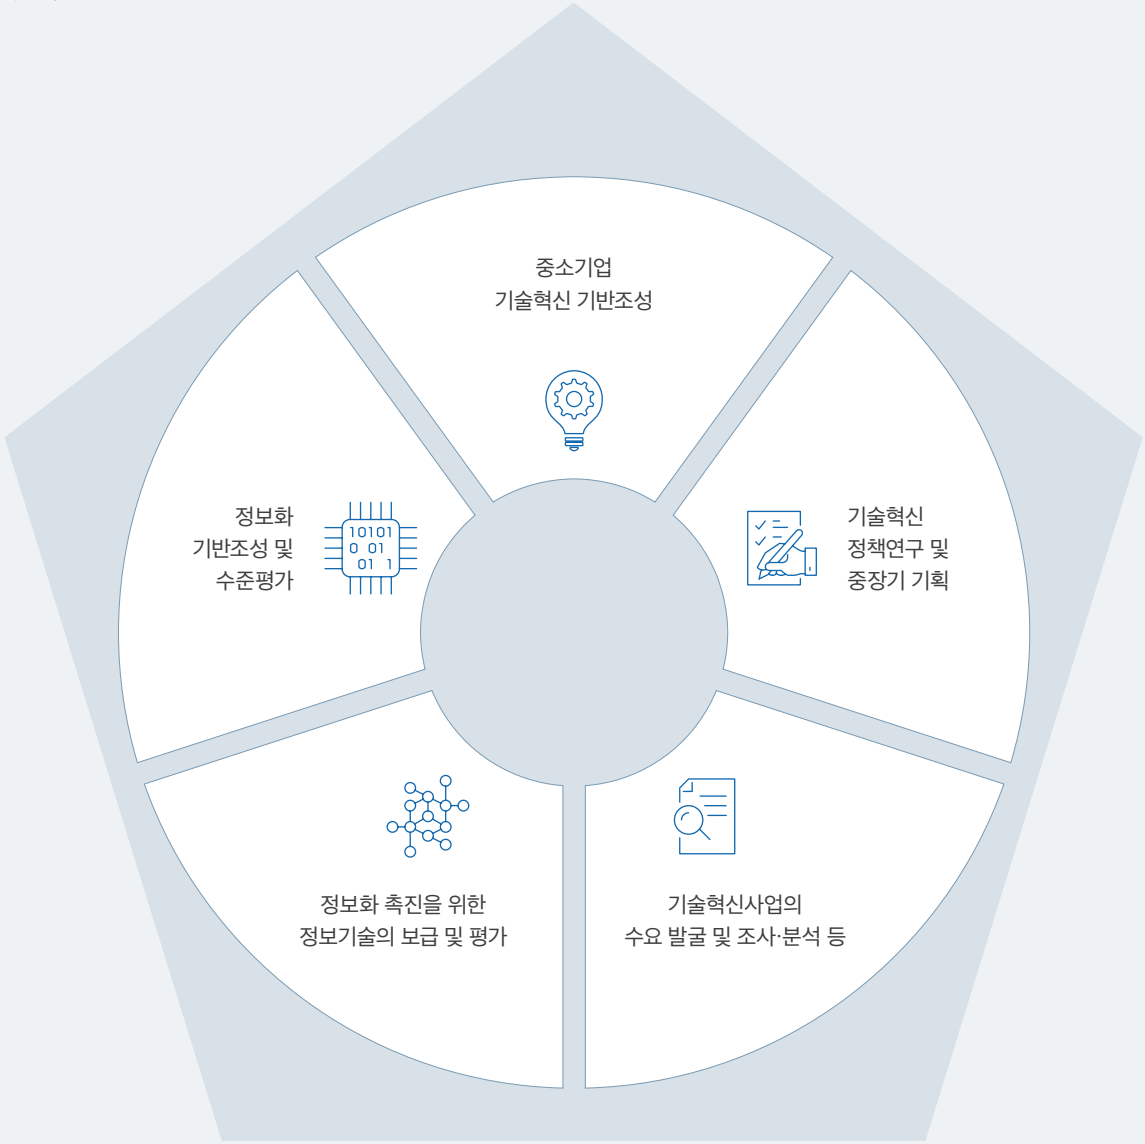 중소기업
기술혁신 기반조성
정보화
기반조성 및
수준평가
10101
0 01
01 1
기술혁신
정책연구 및
중장기 기획
정보화 촉진을 위한
정보기술의 보급 및 평가
기술혁신사업의
수요 발굴 및 조사·분석 등